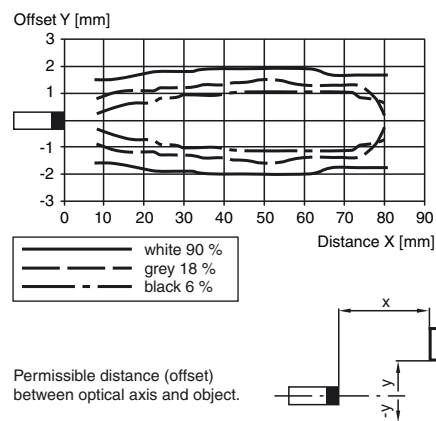 Offset Y [mm]
3
2
1
-1
-2
-3
0 10 20 30 40 50 60 70 80 90
Distance X [mm]
white 90 %
grey 18 %
black 6 %
x
Permissible distance (offset)
between optical axis and object.
y
-y